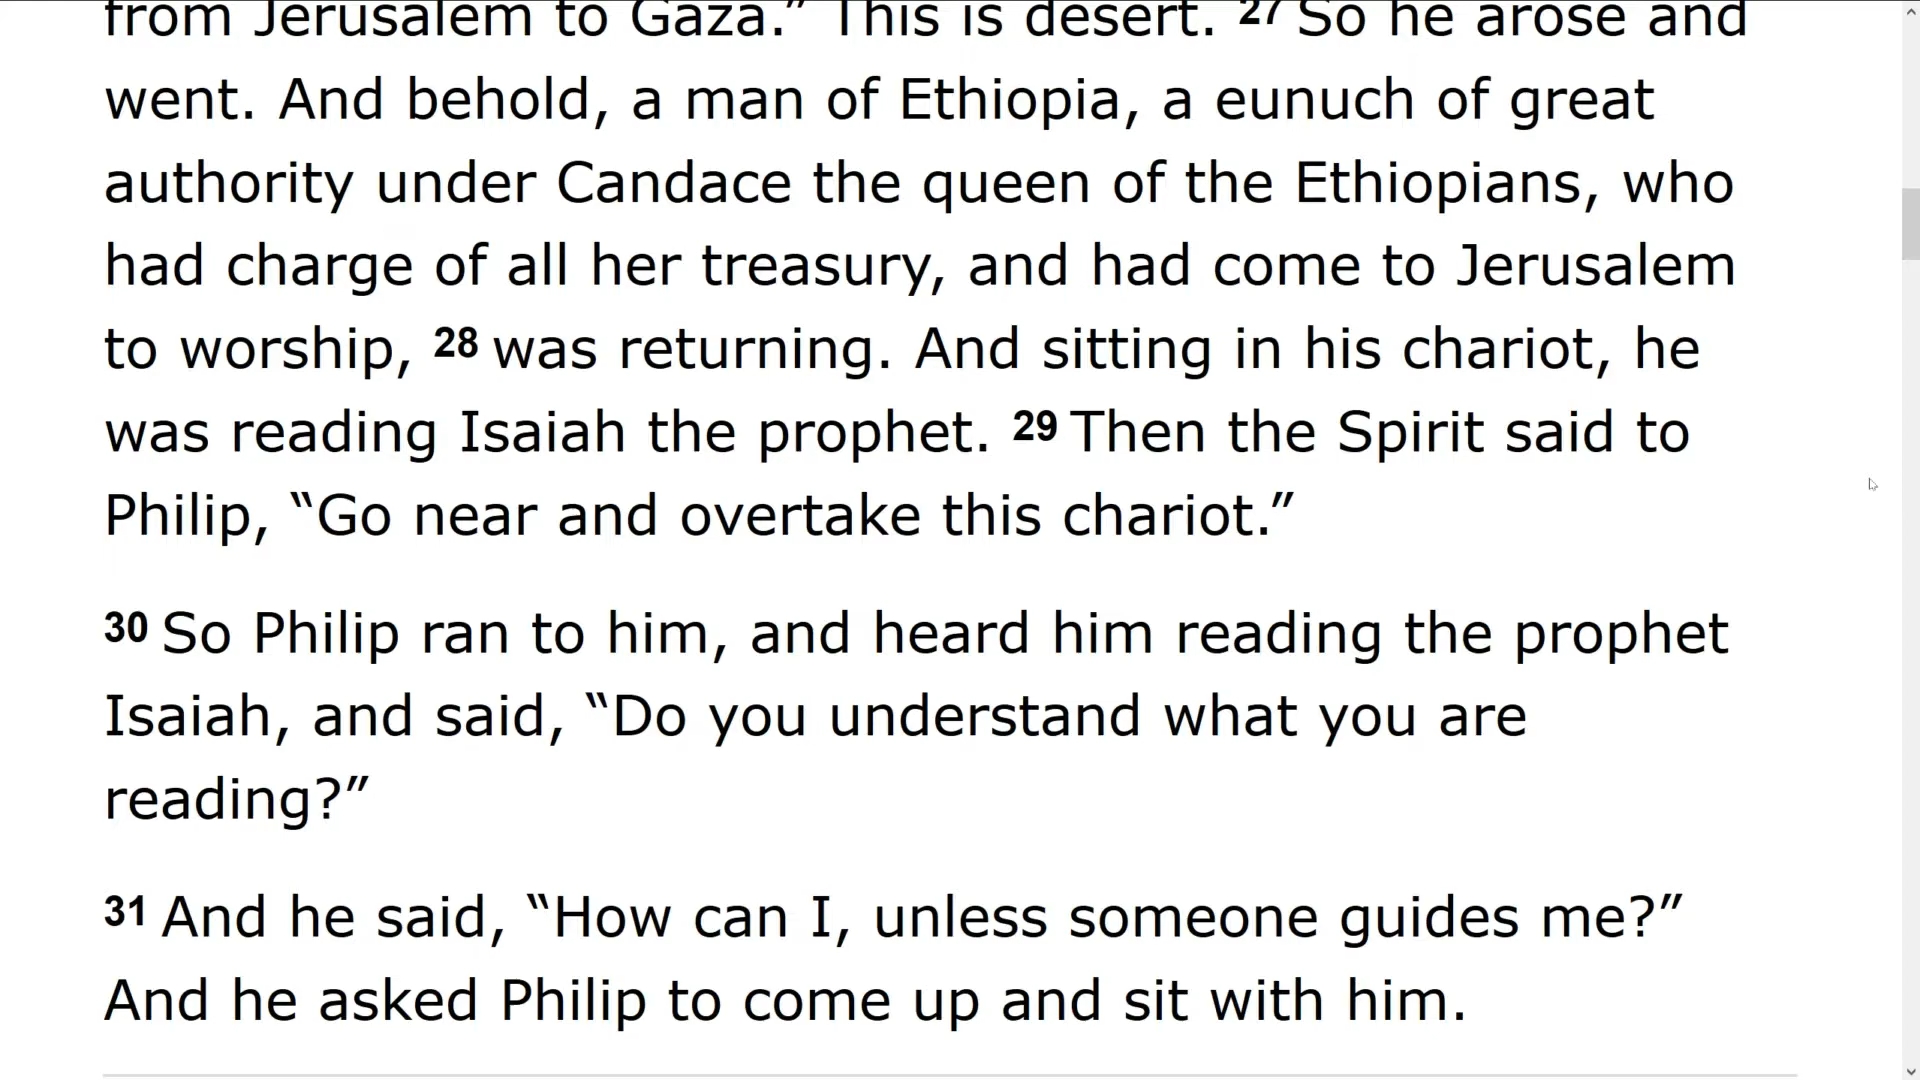 from Jerusalem to Gaza.” This is desert. 27 So he arose and
went. And behold, a man of Ethiopia, a eunuch of great
authority under Candace the queen of the Ethiopians, who
had charge of all her treasury, and had come to Jerusalem
to worship, 28 was returning. And sitting in his chariot, he
was reading Isaiah the prophet. 29 Then the Spirit said to
Philip, “Go near and overtake this chariot.”
30 So Philip ran to him, and heard him reading the prophet
Isaiah, and said, “Do you understand what you are
reading?”
31 And he said, “How can I, unless someone guides me?”
And he asked Philip to come up and sit with him.